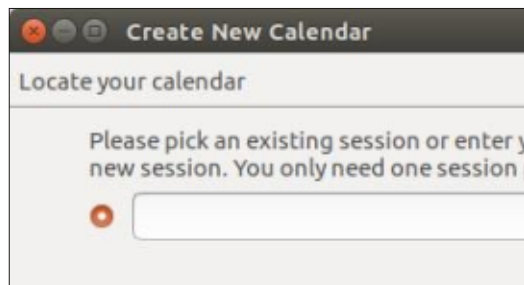 Create New Calendar
Locate your calendar
Please pick an existing session or enter
new session. You only need one session